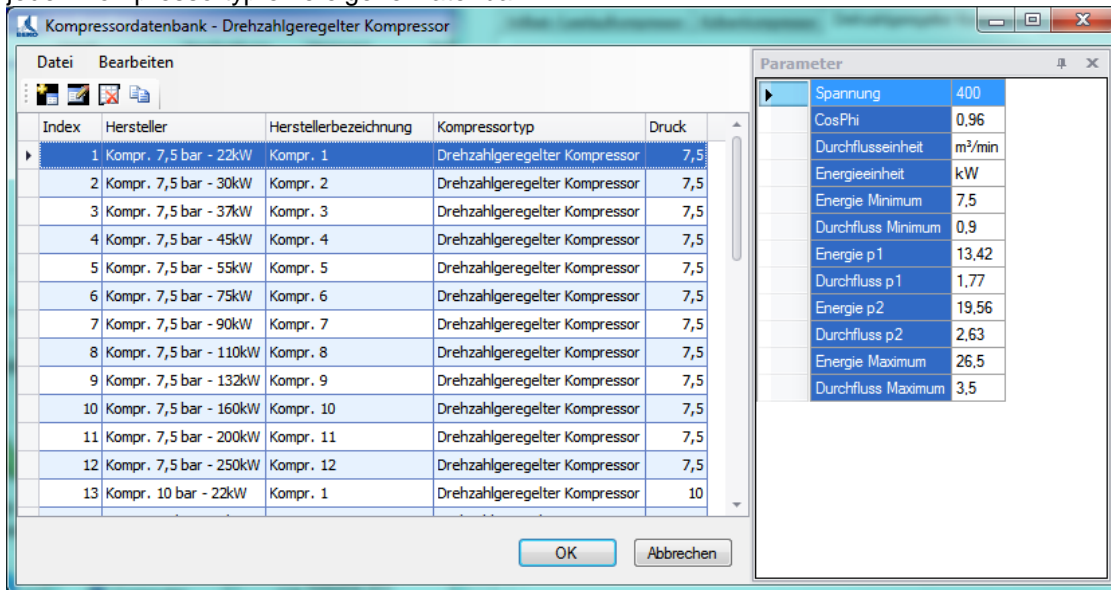 Kompressordatenbank - Drehzahlgeregelter Kompressor
Datei Bearbeiten
Index Hersteller Herstellerbezeichnung Kompressortyp Druck
1 Kompr. 7,5 bar - 22kW Kompr. 1 Drehzahlgeregelter Kompressor 7,5
2 Kompr. 7,5 bar - 30kW Kompr. 2 Drehzahlgeregelter Kompressor 7,5
3 Kompr. 7,5 bar - 37kW Kompr. 3 Drehzahlgeregelter Kompressor 7,5
4 Kompr. 7,5 bar - 45kW Kompr. 4 Drehzahlgeregelter Kompressor 7,5
5 Kompr. 7,5 bar - 55kW Kompr. 5 Drehzahlgeregelter Kompressor 7,5
6 Kompr. 7,5 bar - 75kW Kompr. 6 Drehzahlgeregelter Kompressor 7,5
7 Kompr. 7,5 bar - 90kW Kompr. 7 Drehzahlgeregelter Kompressor 7,5
8 Kompr. 7,5 bar - 110kW Kompr. 8 Drehzahlgeregelter Kompressor 7,5
9 Kompr. 7,5 bar - 132kW Kompr. 9 Drehzahlgeregelter Kompressor 7,5
10 Kompr. 7,5 bar - 160kW Kompr. 10 Drehzahlgeregelter Kompressor 7,5
11 Kompr. 7,5 bar - 200kW Kompr. 11 Drehzahlgeregelter Kompressor 7,5
12 Kompr. 7,5 bar - 250kW Kompr. 12 Drehzahlgeregelter Kompressor 7,5
13 Kompr. 10 bar - 22kW Kompr. 1 Drehzahlgeregelter Kompressor 10
OK Abbrechen
Parameter
Spannung 400
CosPhi 0,96
Durchflusseinheit m³/min
Energieeinheit kW
Energie Minimum 7,5
Durchfluss Minimum 0,9
Energie p1 13,42
Durchfluss p1 1,77
Energie p2 19,56
Durchfluss p2 2,63
Energie Maximum 26,5
Durchfluss Maximum 3,5